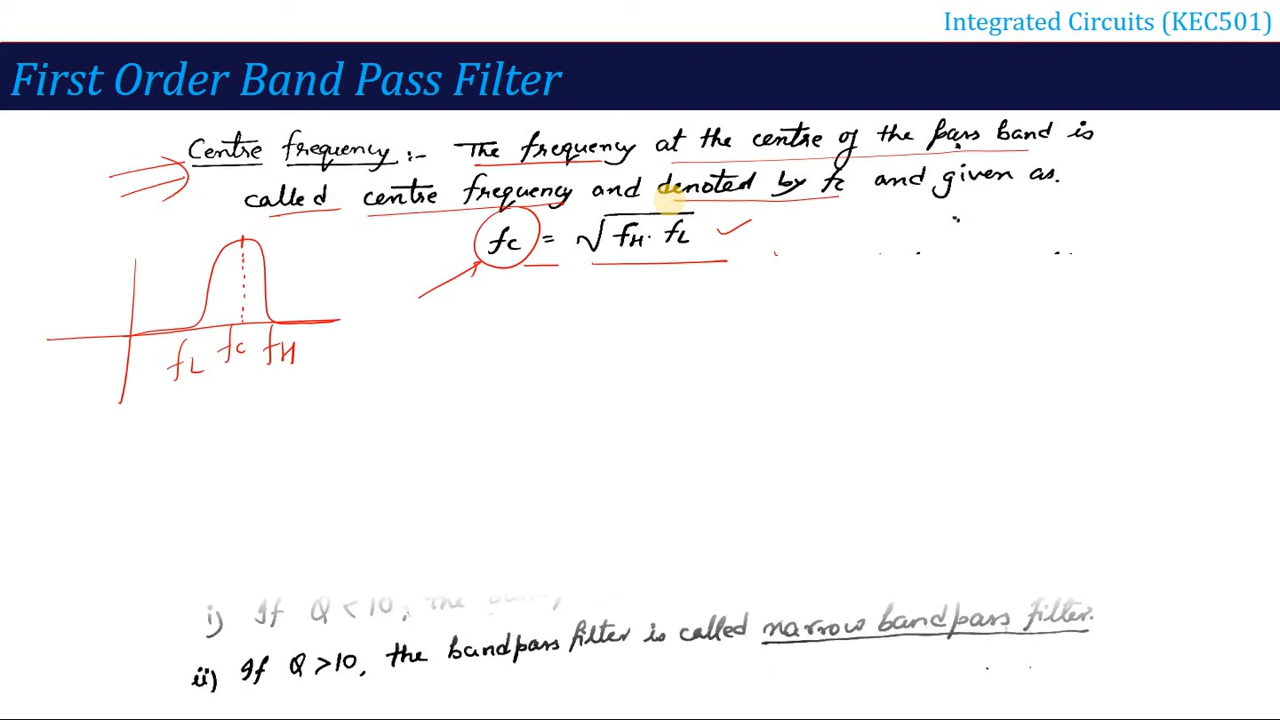 Integrated Circuits (KEC501)
First Order Band Pass Filter
Centre frequency :- The frequency at the centre of the pass band is
called centre frequency and denoted by fc and given as.
fc = √fH. fL
fL fc fH
i) If Q < 10, the
ii) If Q > 10, the bandpass filter is called narrow bandpass filter.